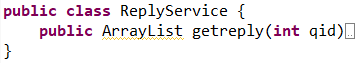 public class ReplyService {
    public ArrayList getreply(int qid)
}